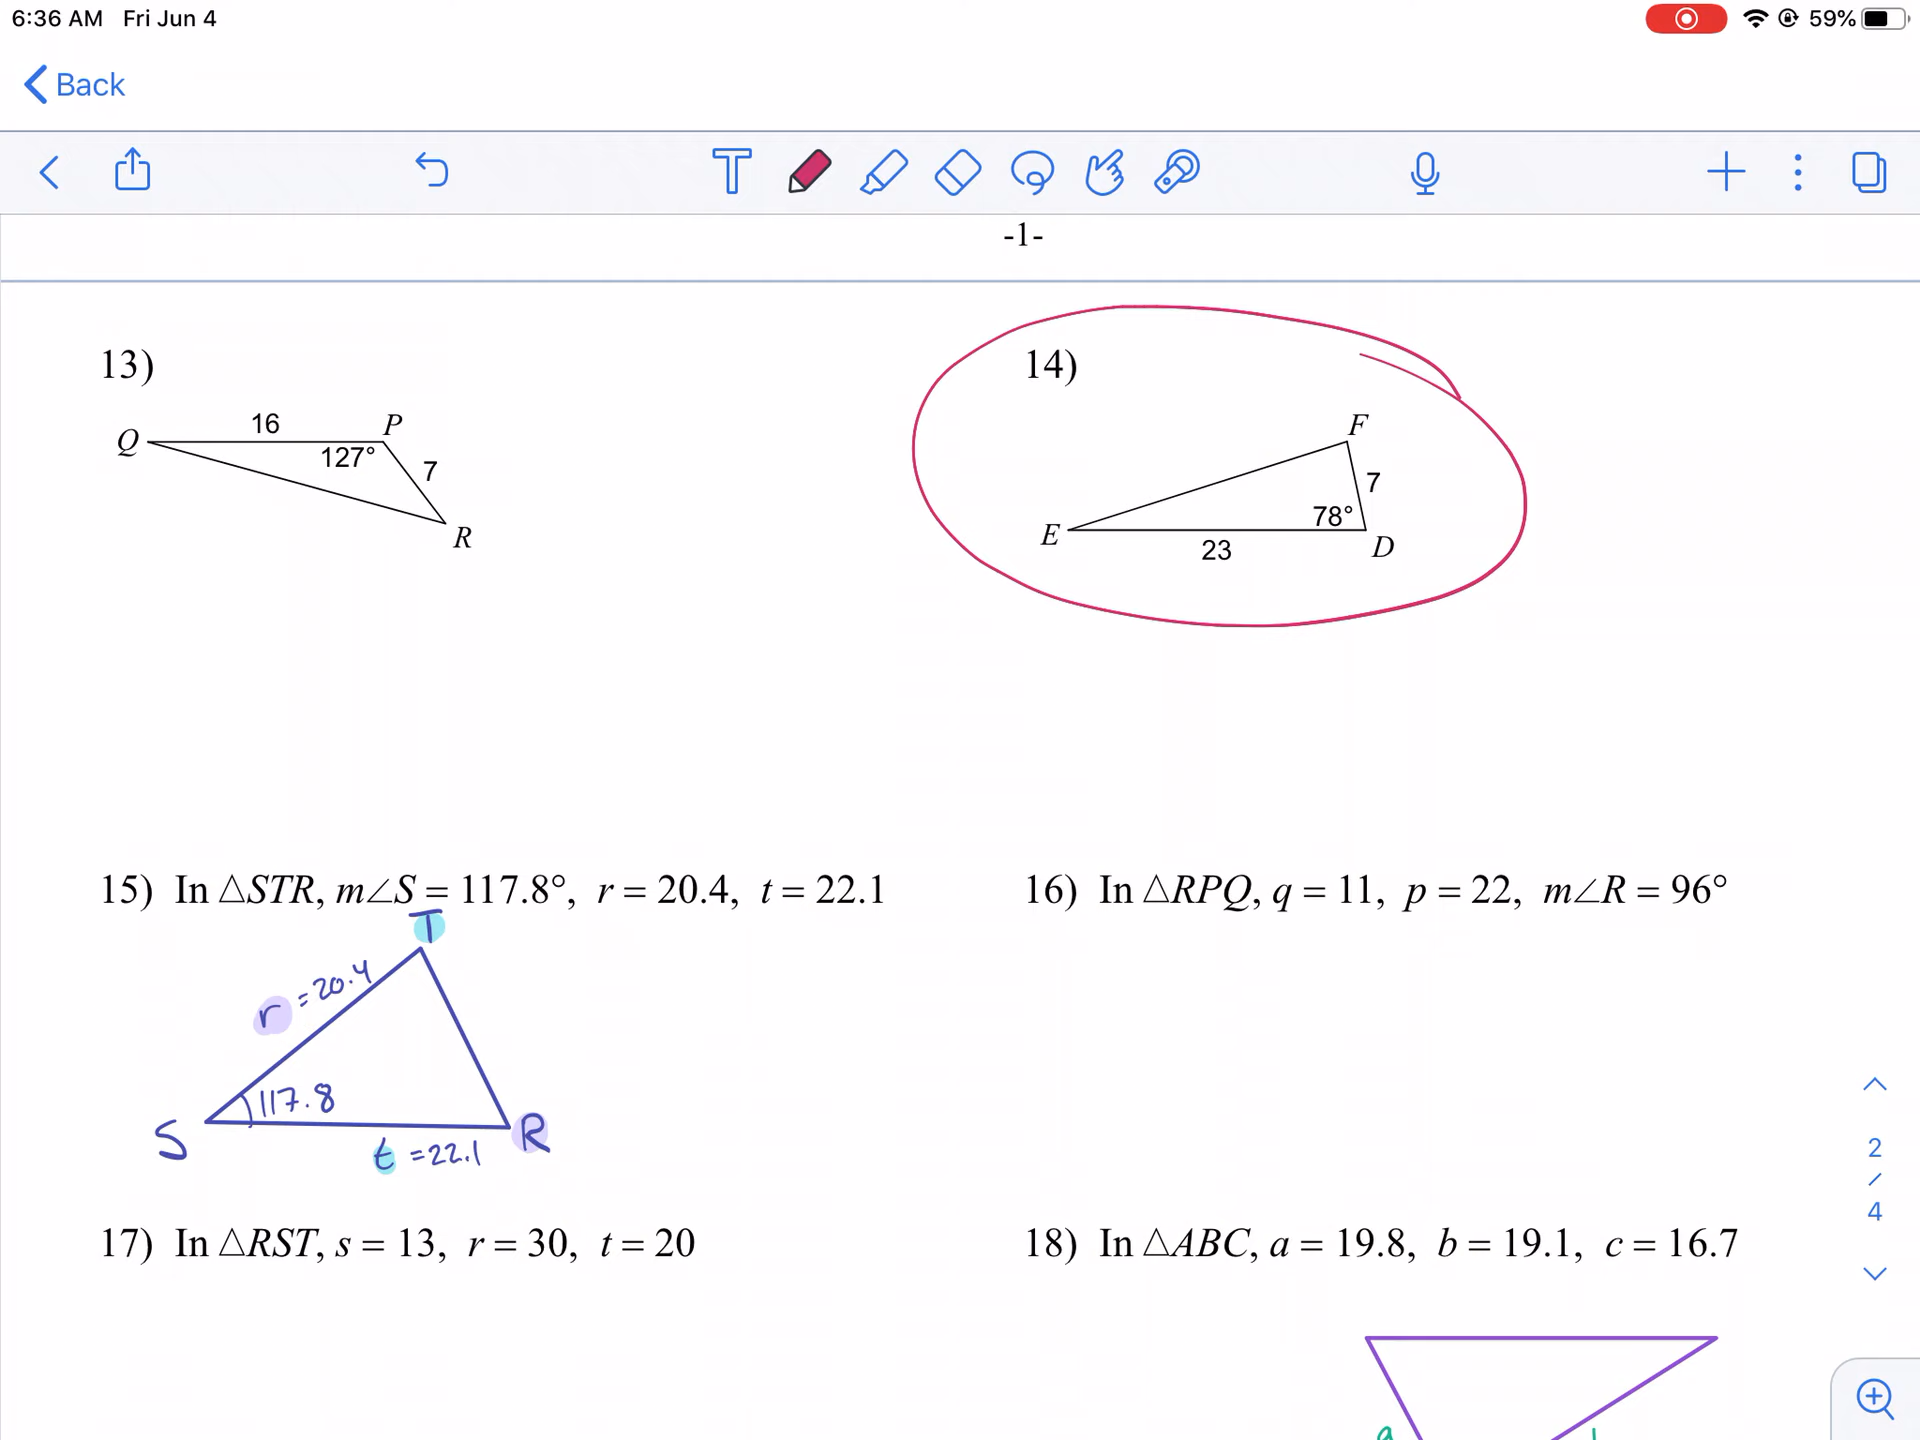 6:36 AM Fri Jun 4
59%
Back
-1-
13)
14)
Q
16
P
127°
7
R
F
7
78°
E
23
D
15) In △STR, m∠S = 117.8°, r = 20.4, t = 22.1
16) In △RPQ, q = 11, p = 22, m∠R = 96°
T
r = 20.4
117.8
S
R
t = 22.1
2
/
4
17) In △RST, s = 13, r = 30, t = 20
18) In △ABC, a = 19.8, b = 19.1, c = 16.7